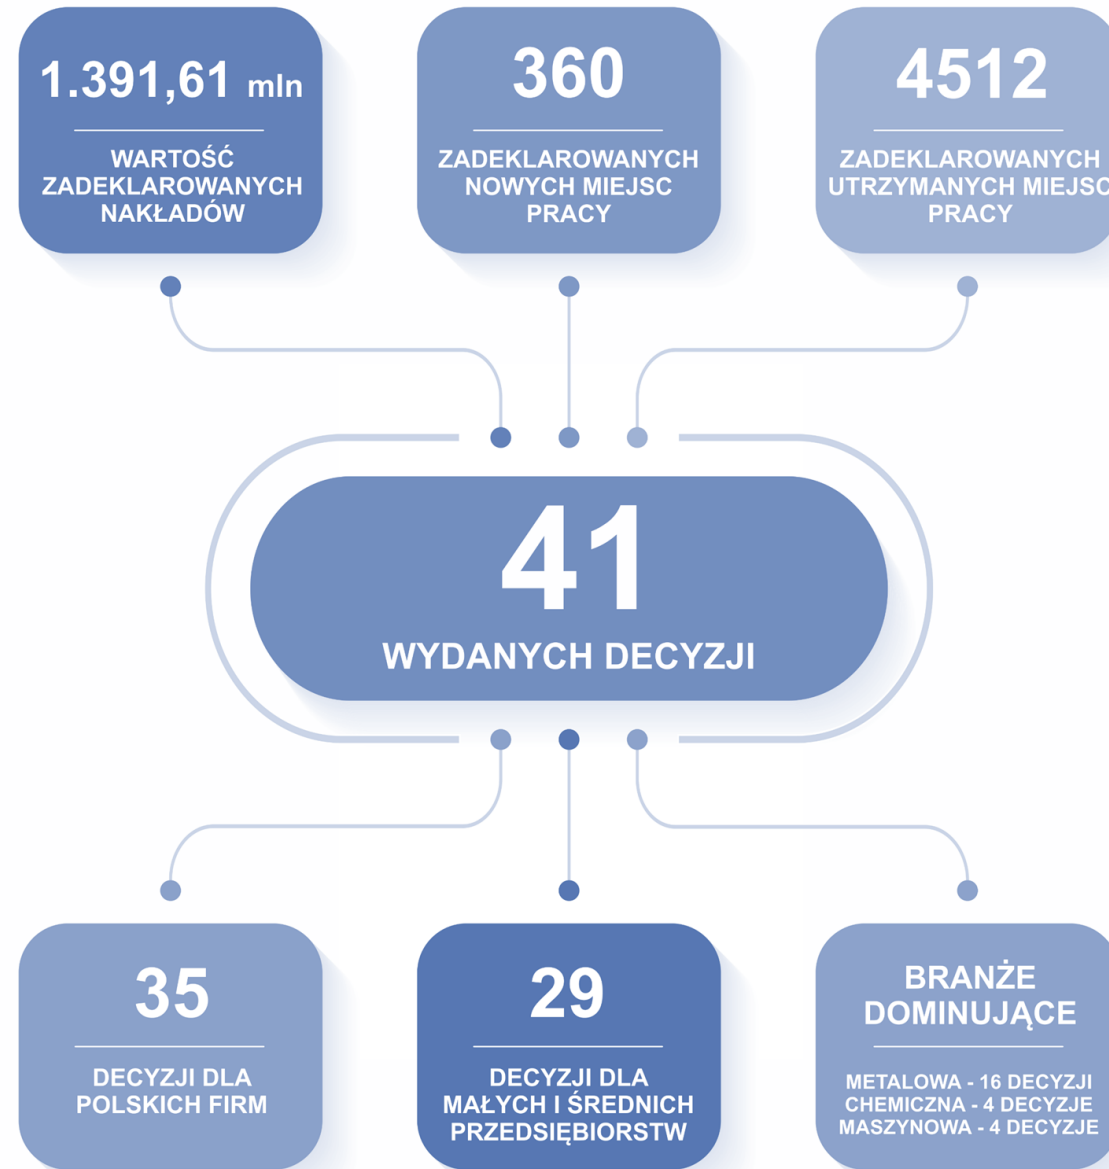 1.391,61 mln
WARTOŚĆ
ZADEKLAROWANYCH
NAKŁADÓW
360
ZADEKLAROWANYCH
NOWYCH MIEJSC
PRACY
4512
ZADEKLAROWANYCH
UTRZYMANYCH MIEJSC
PRACY
41
WYDANYCH DECYZJI
35
DECYZJI DLA
POLSKICH FIRM
29
DECYZJI DLA
MAŁYCH I ŚREDNICH
PRZEDSIĘBIORSTW
BRANŻE
DOMINUJĄCE
METALOWA - 16 DECYZJI
CHEMICZNA - 4 DECYZJE
MASZYNOWA - 4 DECYZJE